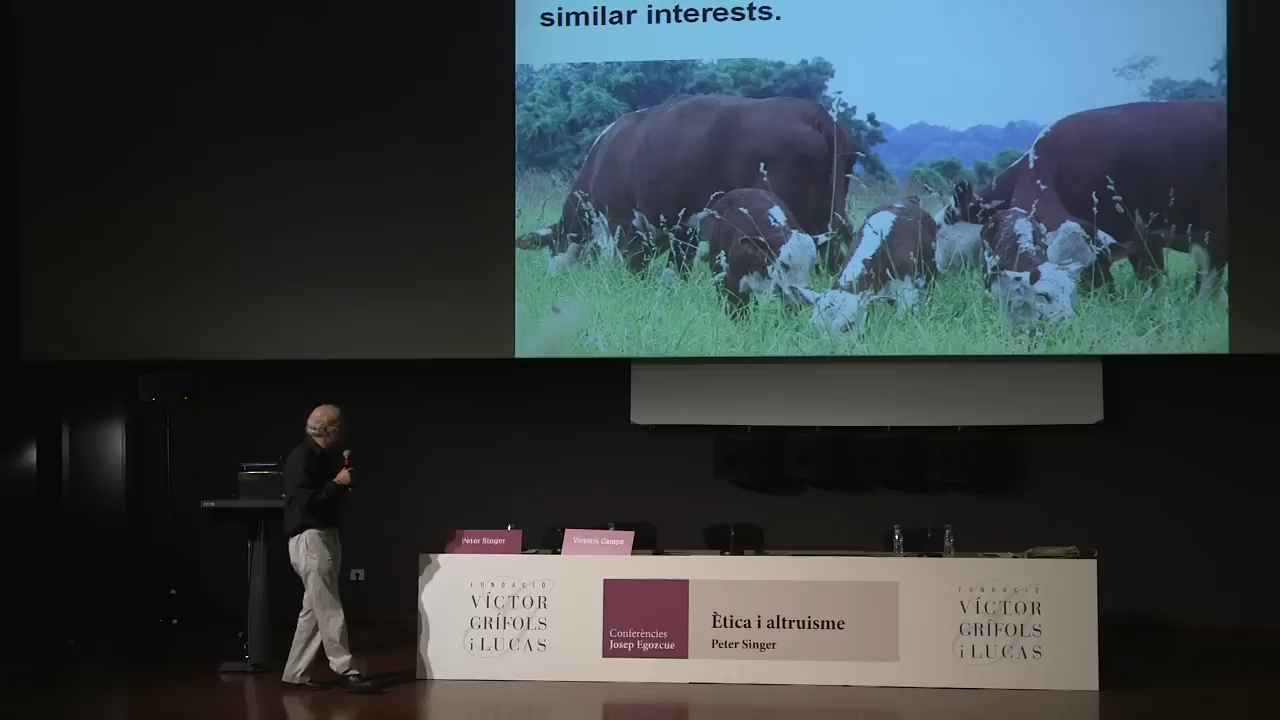 similar interests.
Peter Singer
Victòria Camps
FUNDACIÓ
VÍCTOR
GRÍFOLS
i LUCAS
Conferències
Josep Egozcue
Ètica i altruisme
Peter Singer
FUNDACIÓ
VÍCTOR
GRÍFOLS
i LUCAS